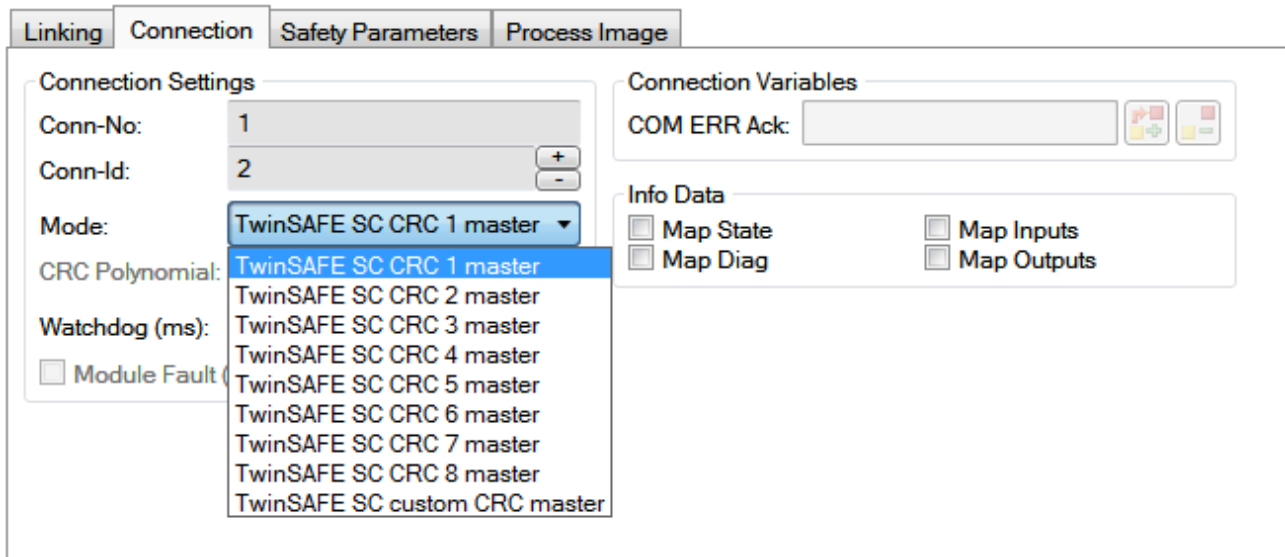 Linking Connection Safety Parameters Process Image
Connection Settings
Conn-No: 1
Conn-Id: 2
+
-
Mode: TwinSAFE SC CRC 1 master
CRC Polynomial:
Watchdog (ms):
Module Fault (
TwinSAFE SC CRC 1 master
TwinSAFE SC CRC 2 master
TwinSAFE SC CRC 3 master
TwinSAFE SC CRC 4 master
TwinSAFE SC CRC 5 master
TwinSAFE SC CRC 6 master
TwinSAFE SC CRC 7 master
TwinSAFE SC CRC 8 master
TwinSAFE SC custom CRC master
Connection Variables
COM ERR Ack:
Info Data
Map State Map Inputs
Map Diag Map Outputs